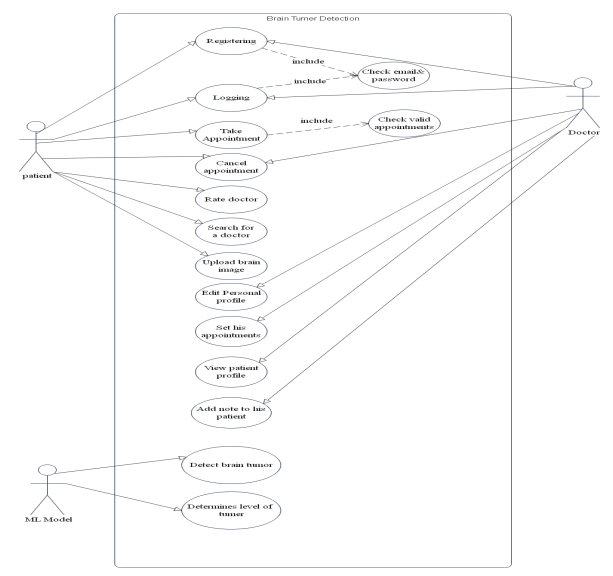 Brain Tumer Detection
Registering
include
Check email&
password
include
Logging
Check valid
appointments
include
Take
Appointment
Doctor
patient
Cancel
appointment
Rate doctor
Search for
a doctor
Upload brain
image
Edit Personal
profile
Set his
appointments
View patient
profile
Add note to his
patient
Detect brain tumor
ML Model
Determines level of
tumer